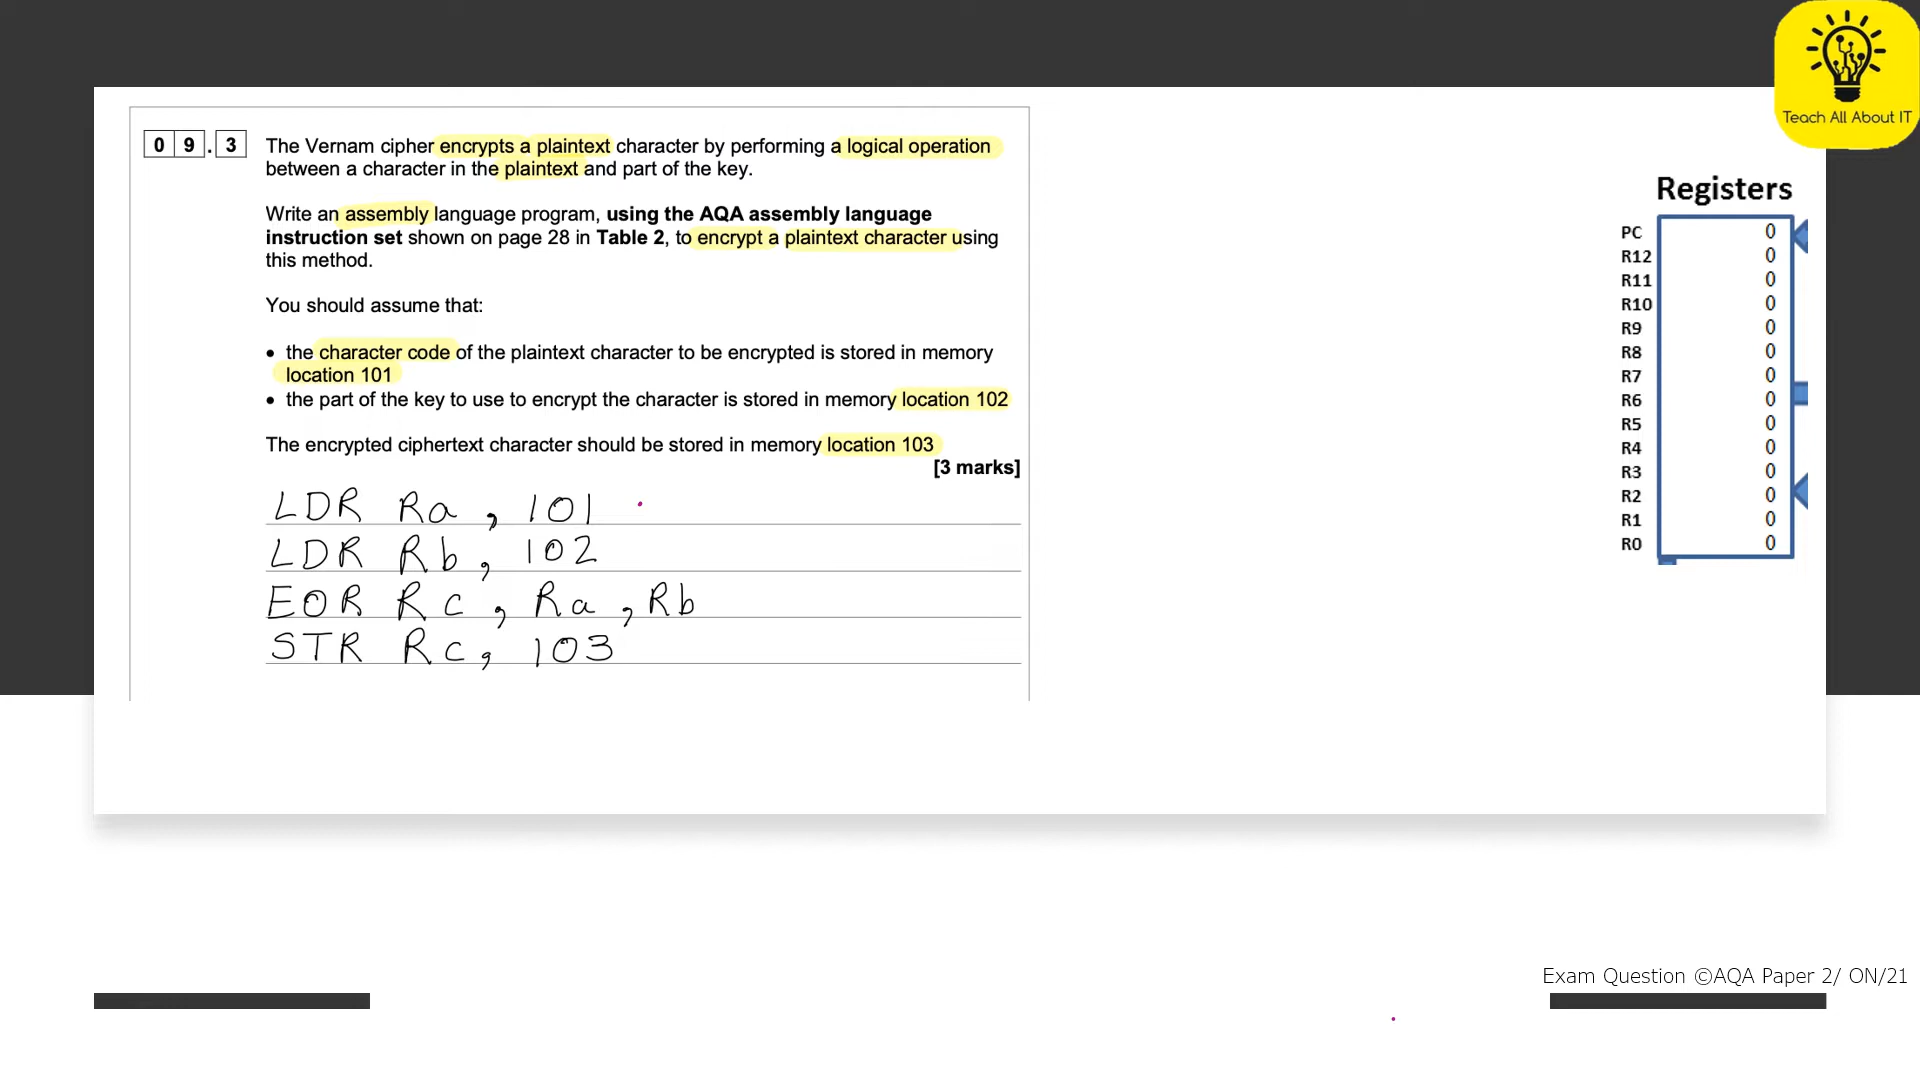 Teach All About IT
09.3 The Vernam cipher encrypts a plaintext character by performing a logical operation
between a character in the plaintext and part of the key.
Write an assembly language program, using the AQA assembly language
instruction set shown on page 28 in Table 2, to encrypt a plaintext character using
this method.
You should assume that:
• the character code of the plaintext character to be encrypted is stored in memory
location 101
• the part of the key to use to encrypt the character is stored in memory location 102
The encrypted ciphertext character should be stored in memory location 103
[3 marks]
LDR Ra, 101
LDR Rb, 102
EOR Rc, Ra, Rb
STR Rc, 103
Registers
PC 0
R12 0
R11 0
R10 0
R9 0
R8 0
R7 0
R6 0
R5 0
R4 0
R3 0
R2 0
R1 0
R0 0
Exam Question ©AQA Paper 2/ ON/21